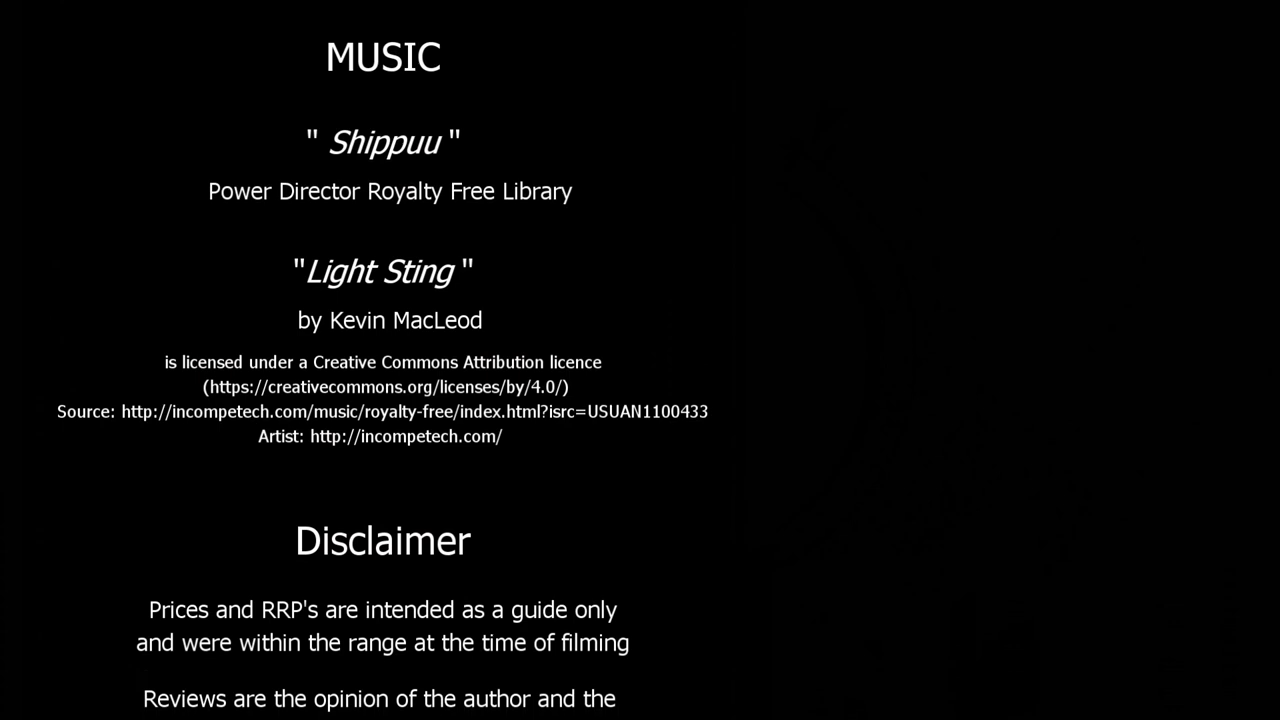 MUSIC
" Shippuu "
Power Director Royalty Free Library
"Light Sting "
by Kevin MacLeod
is licensed under a Creative Commons Attribution licence
(https://creativecommons.org/licenses/by/4.0/)
Source: http://incompetech.com/music/royalty-free/index.html?isrc=USUAN1100433
Artist: http://incompetech.com/
Disclaimer
Prices and RRP's are intended as a guide only
and were within the range at the time of filming
Reviews are the opinion of the author and the